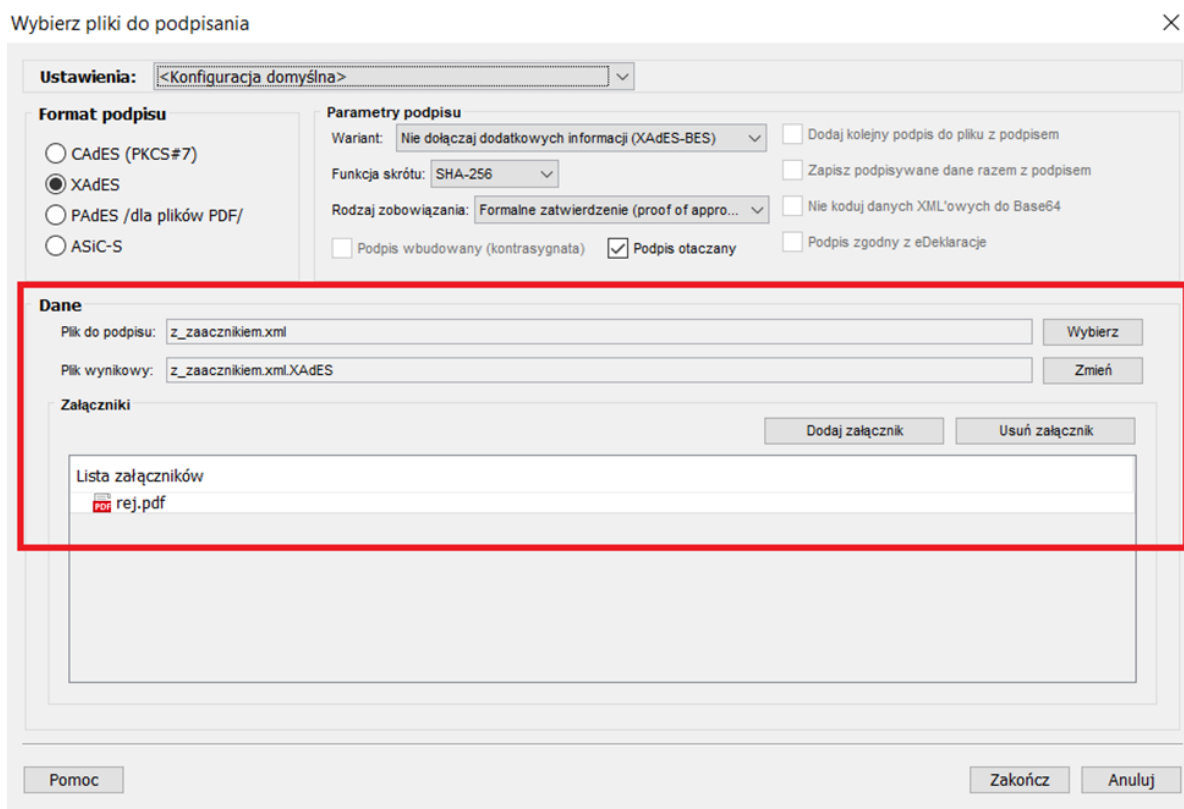 Wybierz pliki do podpisania
Ustawienia: <Konfiguracja domyślna>
Format podpisu
CAdES (PKCS#7)
XAdES
PAdES /dla plików PDF/
ASiC-S
Parametry podpisu
Wariant: Nie dołączaj dodatkowych informacji (XAdES-BES)
Funkcja skrótu: SHA-256
Rodzaj zobowiązania: Formalne zatwierdzenie (proof of appro...
Podpis wbudowany (kontrasygnata) Podpis otaczany
Dodaj kolejny podpis do pliku z podpisem
Zapisz podpisywane dane razem z podpisem
Nie koduj danych XML'owych do Base64
Podpis zgodny z eDeklaracje
Dane
Plik do podpisu: z_zaacznikiem.xml Wybierz
Plik wynikowy: z_zaacznikiem.xml.XAdES Zmień
Załączniki
Dodaj załącznik Usuń załącznik
Lista załączników
PDF rej.pdf
Pomoc Zakończ Anuluj